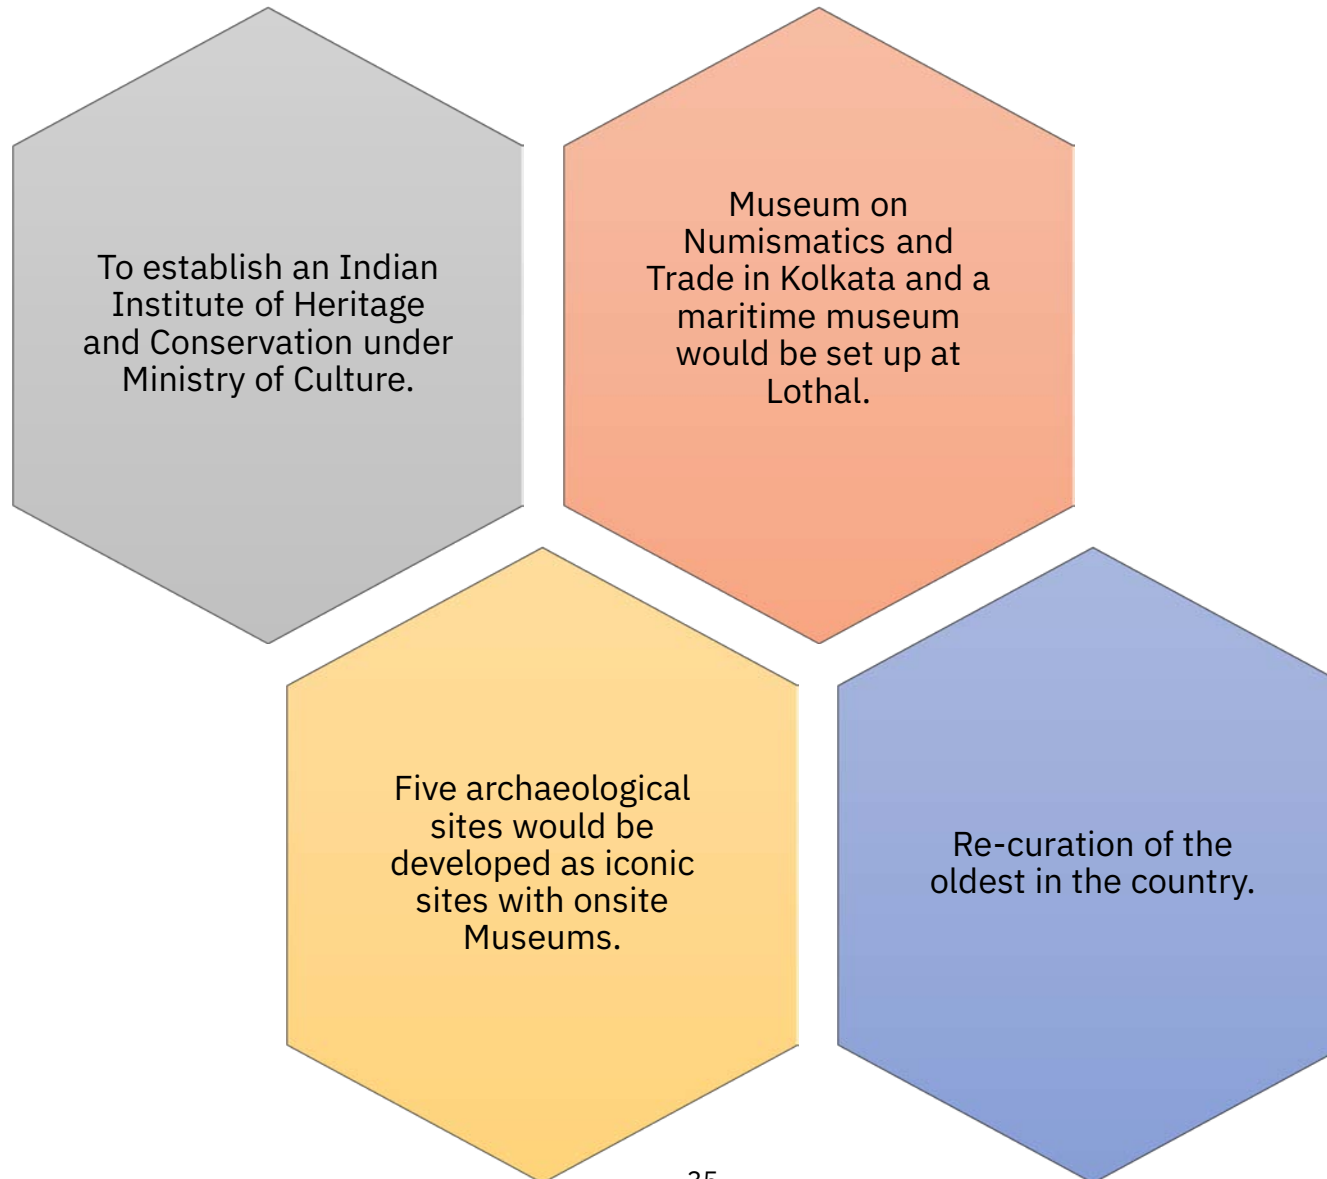 To establish an Indian
Institute of Heritage
and Conservation under
Ministry of Culture.
Museum on
Numismatics and
Trade in Kolkata and a
maritime museum
would be set up at
Lothal.
Five archaeological
sites would be
developed as iconic
sites with onsite
Museums.
Re-curation of the
oldest in the country.